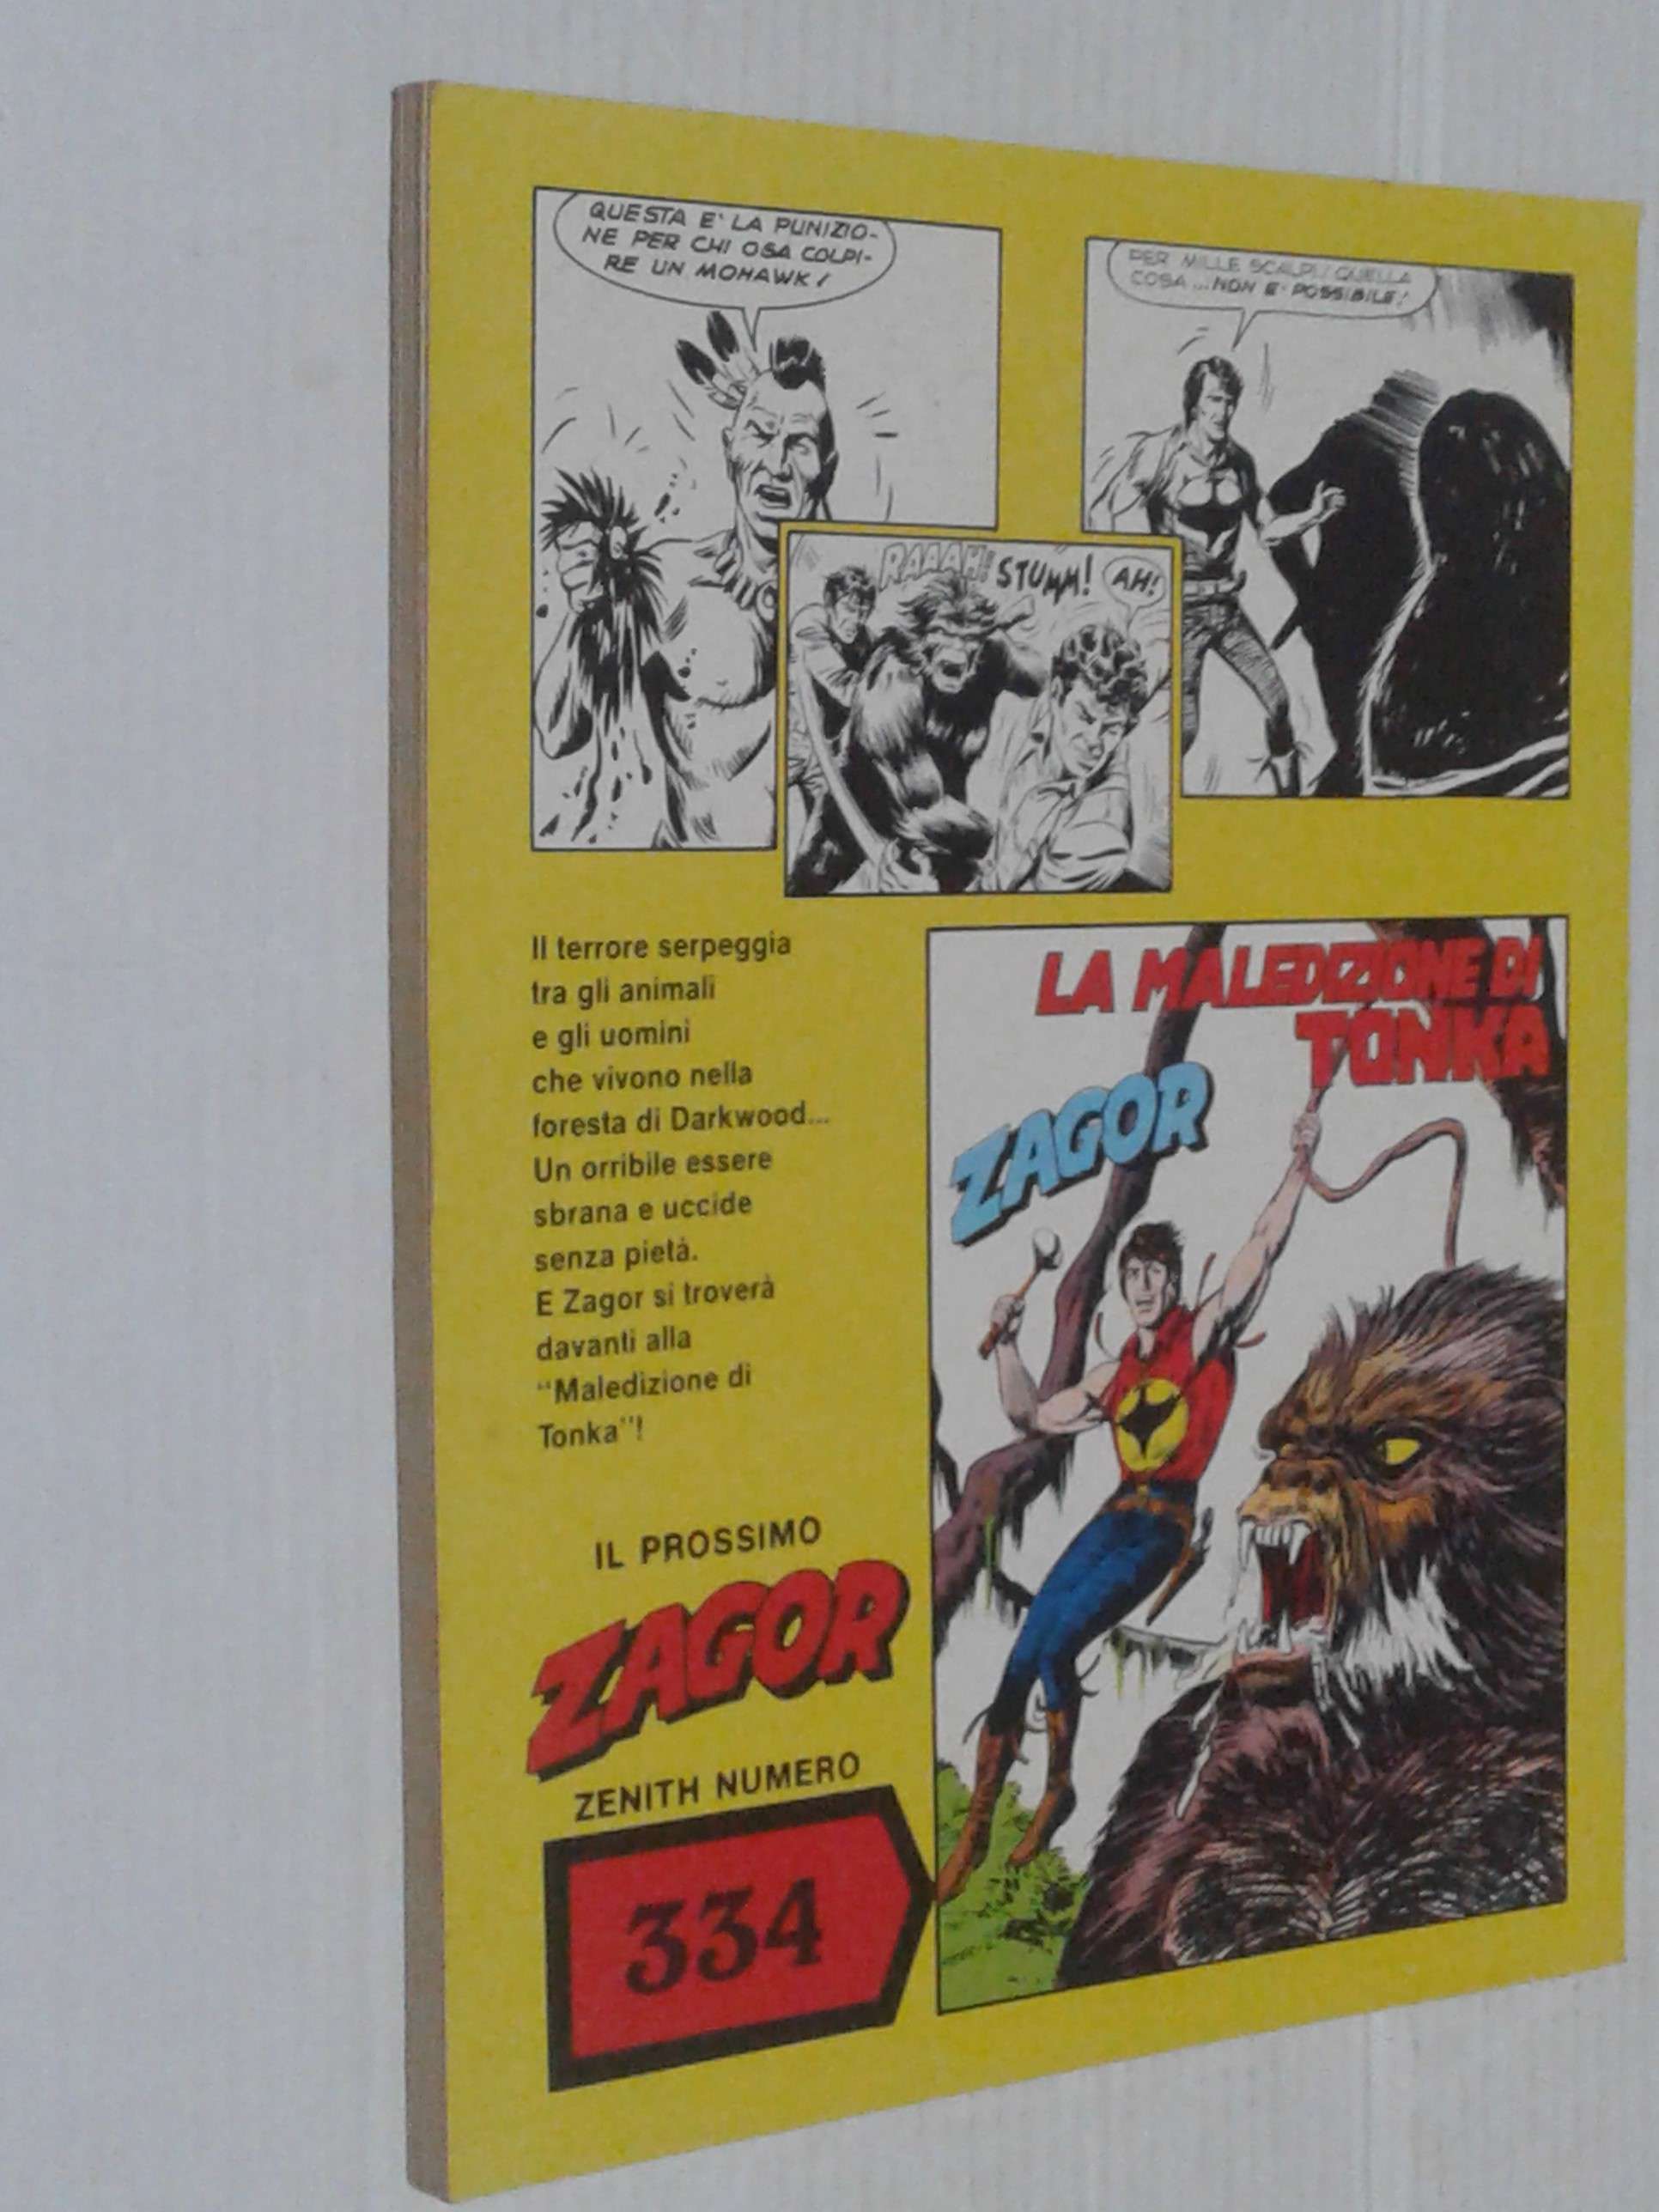 QUESTA E' LA PUNIZIO-
NE PER CHI OSA COLPI-
RE UN MOHAWK!
PER MILLE SCALPI! QUELLA
COSA...NON E' POSSIBILE!
RAAAH! STUMM! AH!
Il terrore serpeggia
tra gli animali
e gli uomini
che vivono nella
foresta di Darkwood...
Un orribile essere
sbrana e uccide
senza pietà.
E Zagor si troverà
davanti alla
“Maledizione di
Tonka”!
IL PROSSIMO
ZAGOR
ZENITH NUMERO
334
LA MALEDIZIONE DI
TONKA
ZAGOR